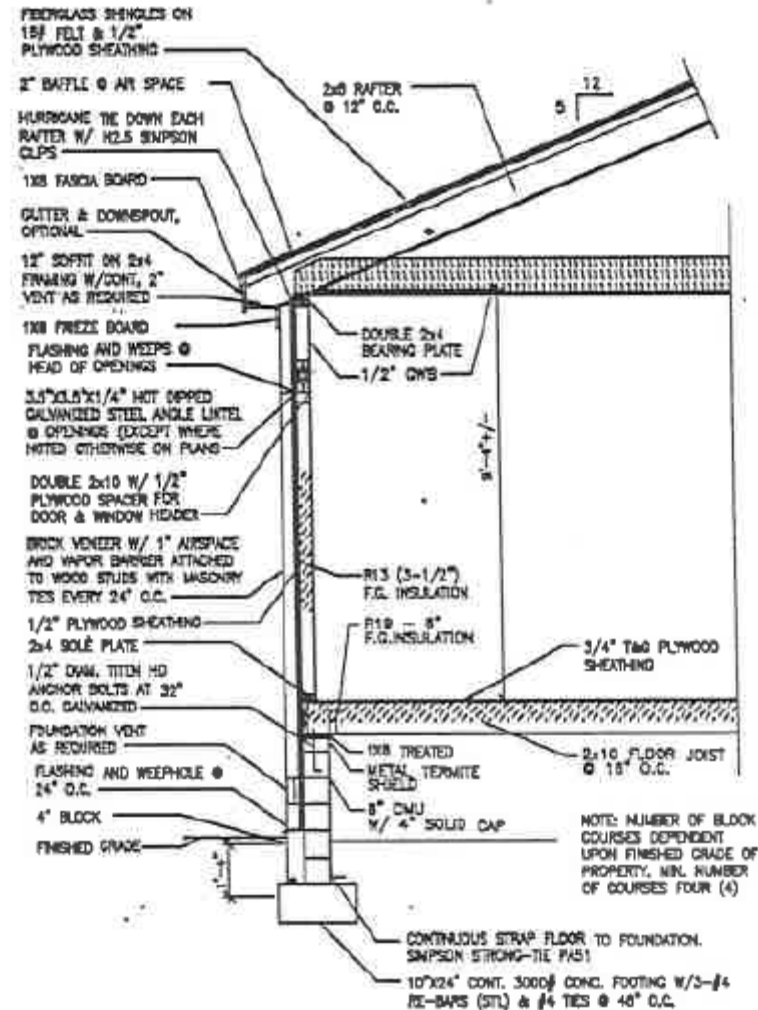 FIBERGLASS SHINGLES ON
15# FELT & 1/2"
PLYWOOD SHEATHING
2" BAFFLE @ AIR SPACE
HURRICANE TIE DOWN EACH
RAFTER W/ H2.5 SIMPSON
CLPS
1X8 FASCIA BOARD
GUTTER & DOWNSPOUT,
OPTIONAL
12" SOFFIT ON 2x4
FRAMING W/CONT, 2"
VENT AS REQUIRED
1X8 FRIEZE BOARD
FLASHING AND WEEPS @
HEAD OF OPENINGS
3.5"X3.5"X1/4" HOT DIPPED
GALVANIZED STEEL ANGLE LINTEL
@ OPENINGS (EXCEPT WHERE
NOTED OTHERWISE ON PLANS
DOUBLE 2x10 W/ 1/2"
PLYWOOD SPACER FOR
DOOR & WINDOW HEADER
BRICK VENEER W/ 1" AIRSPACE
AND VAPOR BARRIER ATTACHED
TO WOOD STUDS WITH MASONRY
TIES EVERY 24" O.C.
1/2" PLYWOOD SHEATHING
2x4 SOLE PLATE
1/2" DIAM. TITEN HD
ANCHOR BOLTS AT 32"
O.C. GALVANIZED
FOUNDATION VENT
AS REQUIRED
FLASHING AND WEEPHOLE @
24" O.C.
4" BLOCK
FINISHED GRADE
2x8 RAFTER
@ 12" O.C.
12
5
DOUBLE 2x4
BEARING PLATE
1/2" GWB
R13 (3-1/2")
F.G. INSULATION
R19 - 6"
F.G.INSULATION
3/4" T&G PLYWOOD
SHEATHING
2x10 FLOOR JOIST
@ 16" O.C.
1X8 TREATED
METAL TERMITE
SHIELD
8" CMU
W/ 4" SOLID CAP
NOTE: NUMBER OF BLOCK
COURSES DEPENDENT
UPON FINISHED GRADE OF
PROPERTY. MIN. NUMBER
OF COURSES FOUR (4)
CONTINUOUS STRAP FLOOR TO FOUNDATION.
SIMPSON STRONG-TIE PA51
10"X24" CONT. 3000# CONC. FOOTING W/3-#4
RE-BARS (STL) & #4 TIES @ 48" O.C.